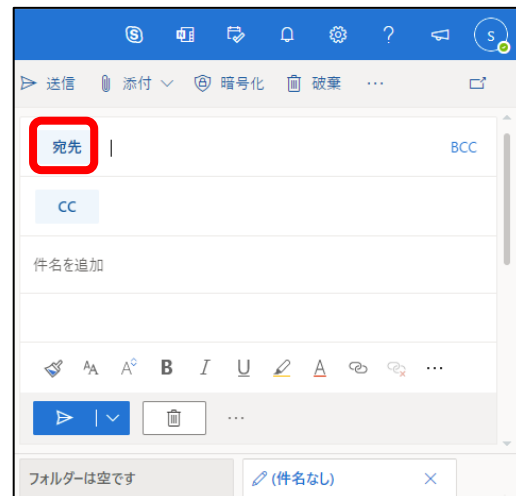 S
送信 添付 暗号化 破棄 ...
宛先 BCC
CC
件名を追加
AA A B I U A ...
...
フォルダーは空です (件名なし)